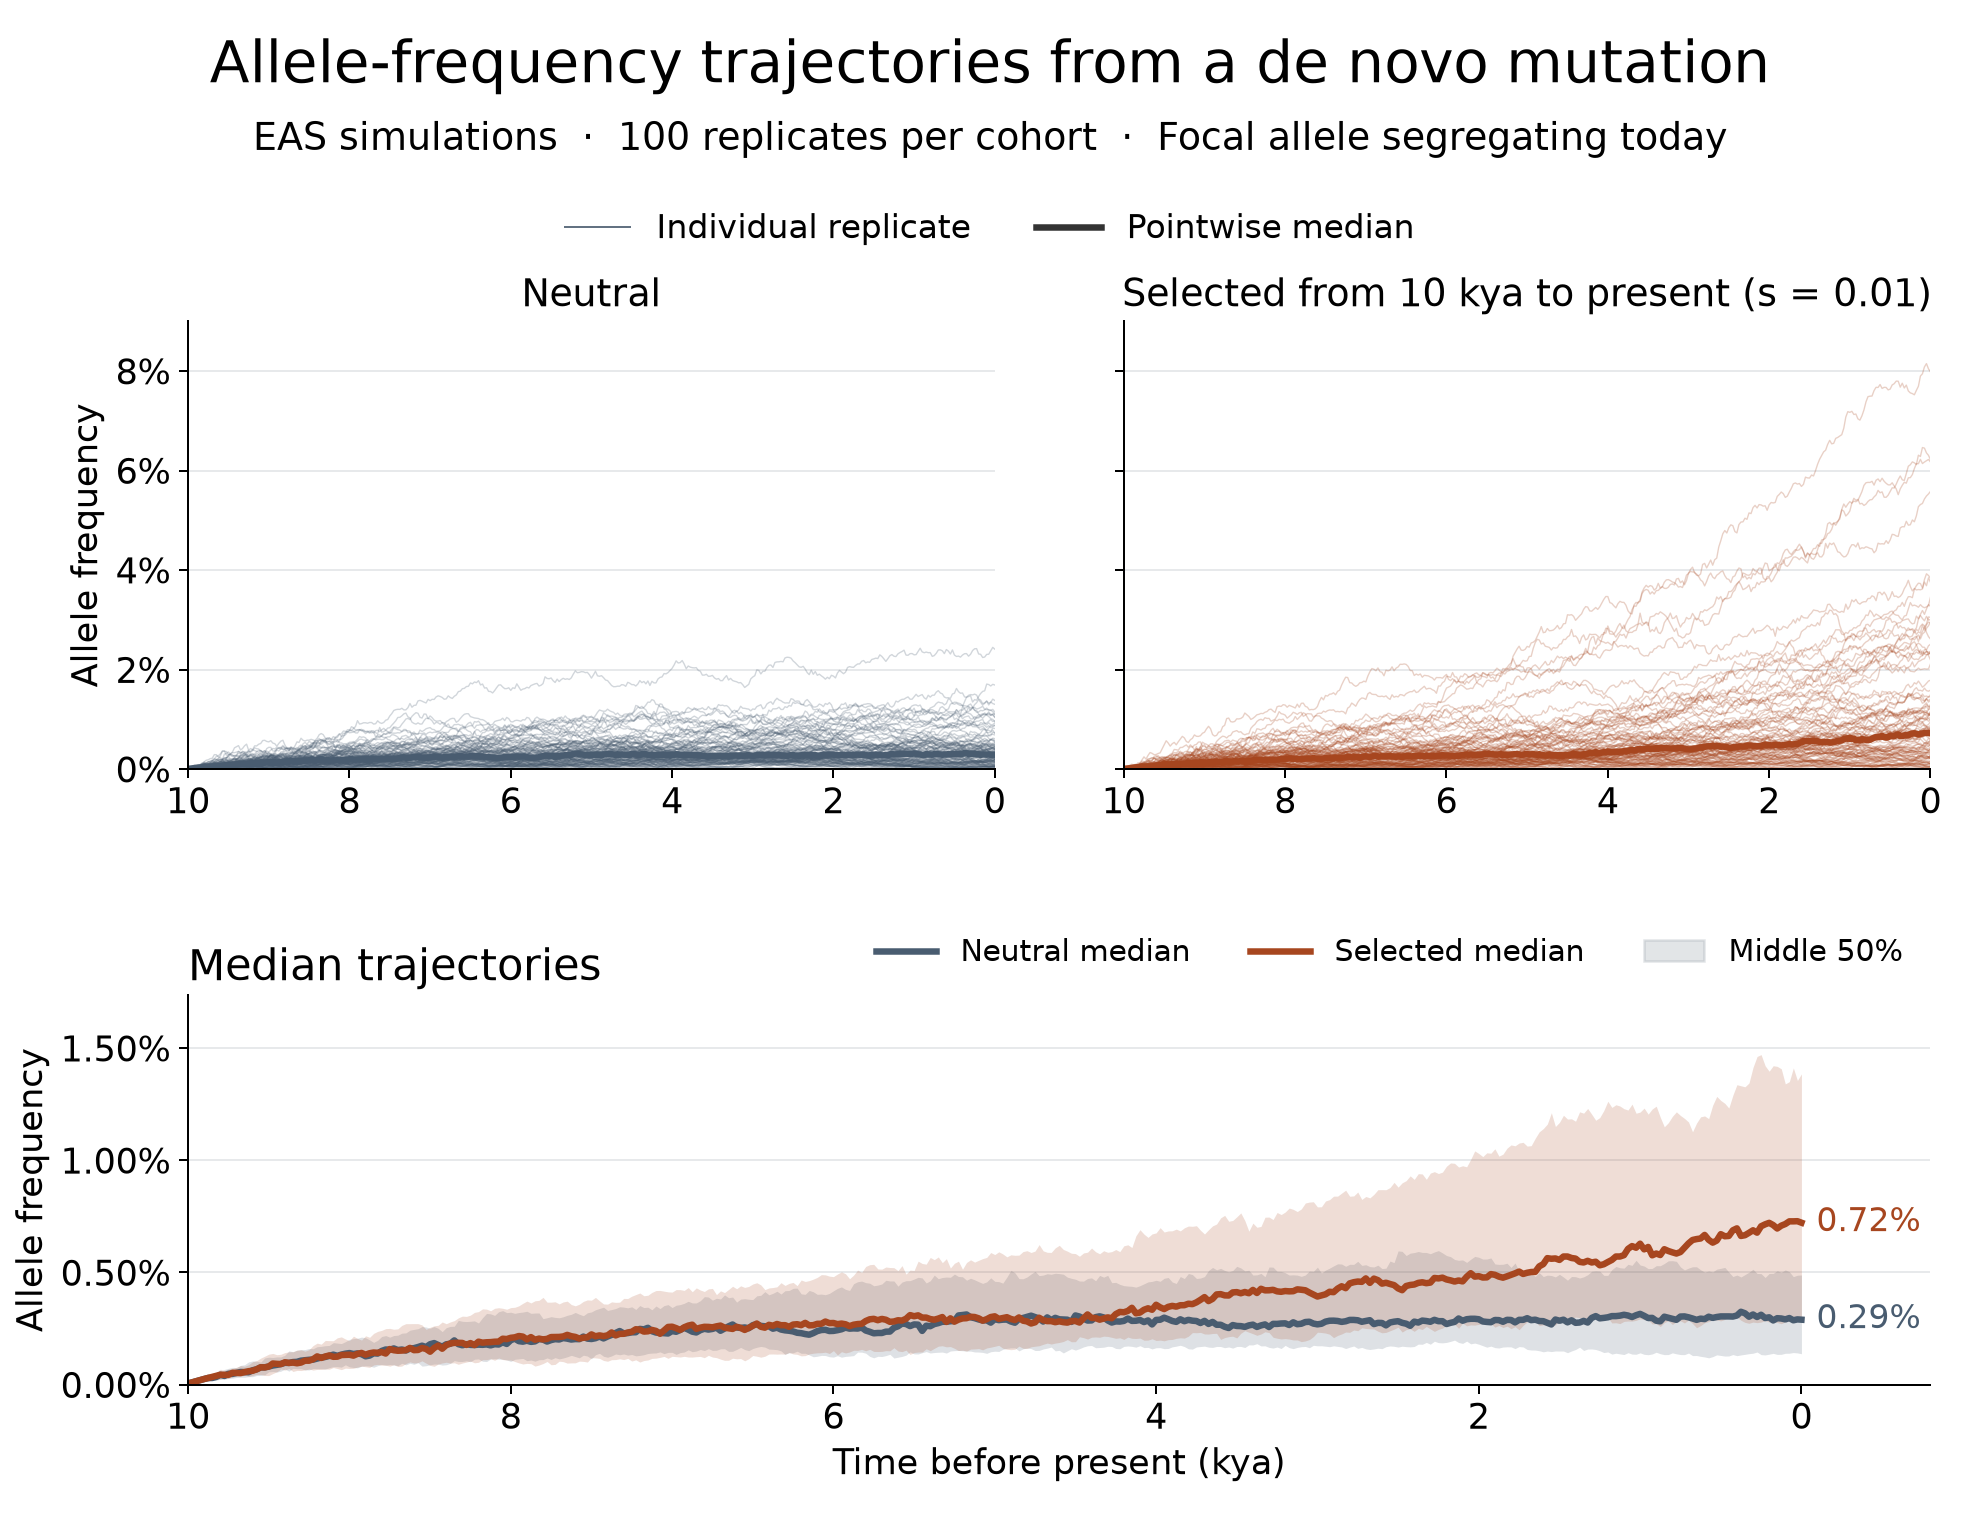 Allele-frequency trajectories from a de novo mutation
EAS simulations · 100 replicates per cohort · Focal allele segregating today
Individual replicate
Pointwise median
Neutral
Allele frequency
8%
6%
4%
2%
0%
10 8 6 4 2 0
Selected from 10 kya to present (s = 0.01)
10 8 6 4 2 0
Median trajectories
Neutral median
Selected median
Middle 50%
Allele frequency
1.50%
1.00%
0.50%
0.00%
0.72%
0.29%
10 8 6 4 2 0
Time before present (kya)